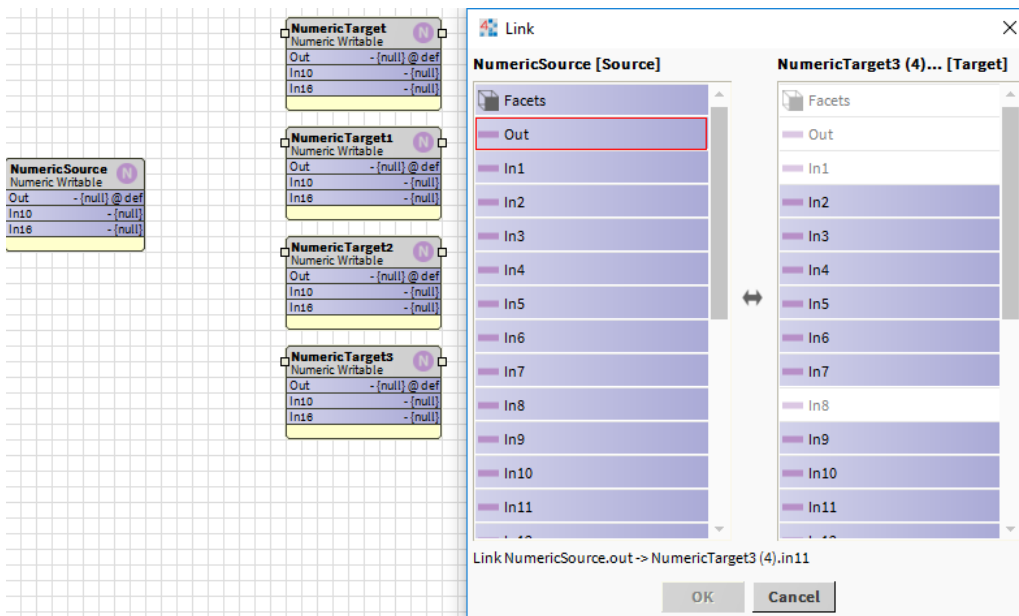 NumericTarget
Numeric Writable
N
Out - {null} @ def
In10 - {null}
In16 - {null}
NumericTarget1
Numeric Writable
N
Out - {null} @ def
In10 - {null}
In16 - {null}
NumericSource
Numeric Writable
N
Out - {null} @ def
In10 - {null}
In16 - {null}
NumericTarget2
Numeric Writable
N
Out - {null} @ def
In10 - {null}
In16 - {null}
NumericTarget3
Numeric Writable
N
Out - {null} @ def
In10 - {null}
In16 - {null}
4 Link
NumericSource [Source]
Facets
Out
In1
In2
In3
In4
In5
In6
In7
In8
In9
In10
In11
NumericTarget3 (4)... [Target]
Facets
Out
In1
In2
In3
In4
In5
In6
In7
In8
In9
In10
In11
Link NumericSource.out -> NumericTarget3 (4).in11
OK Cancel